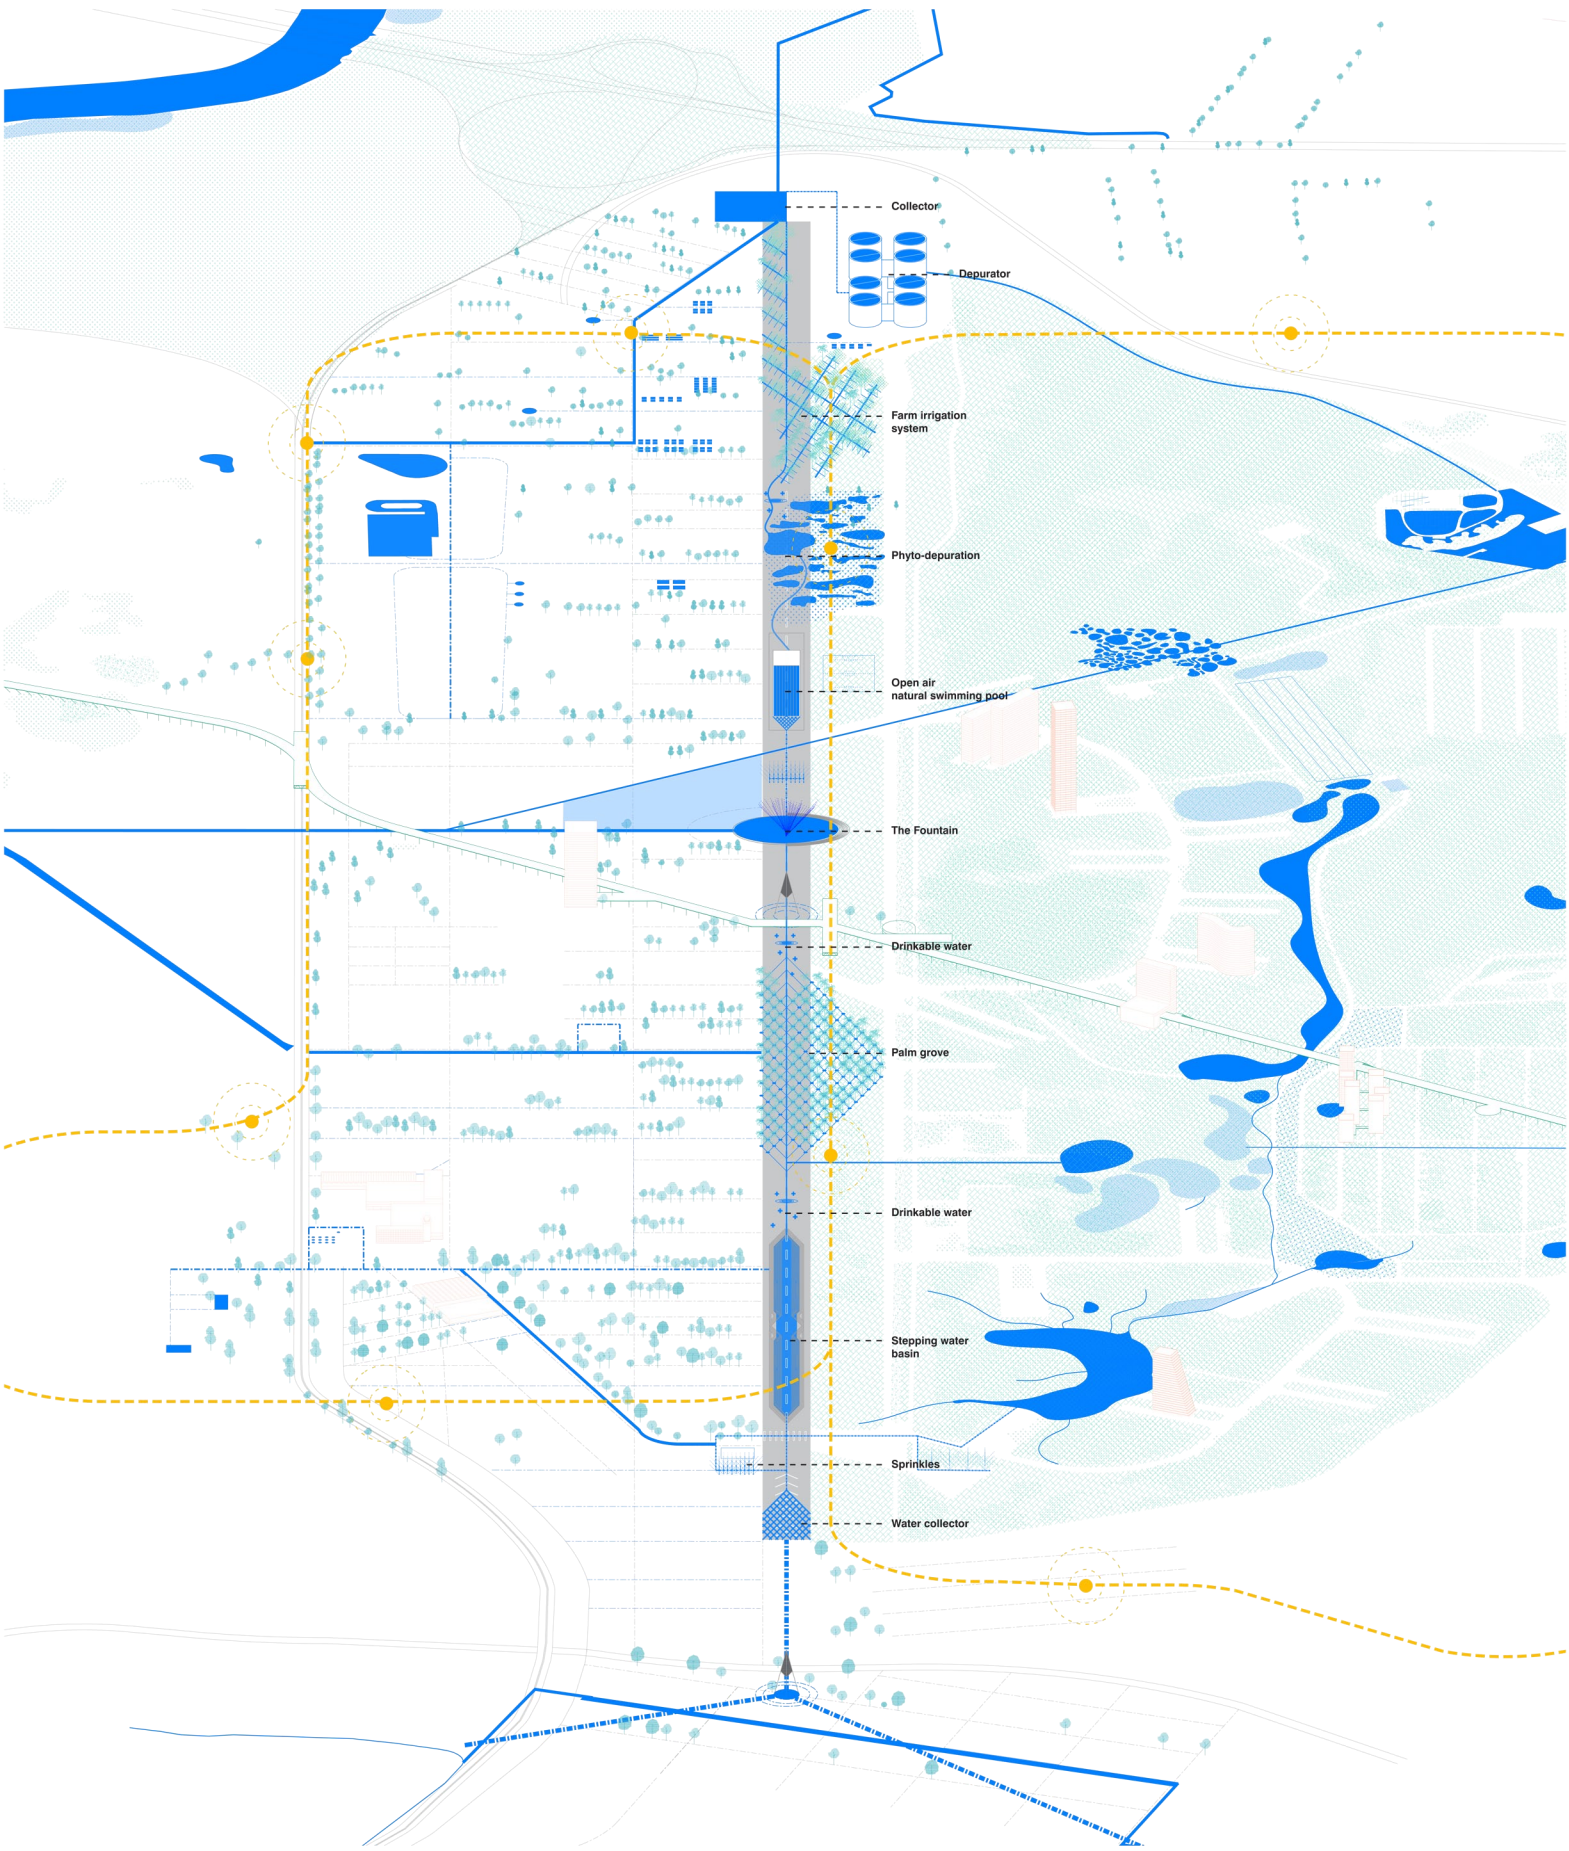 Collector
Depurator
Farm irrigation
system
Phyto-depuration
Open air
natural swimming pool
The Fountain
Drinkable water
Palm grove
Drinkable water
Stepping water
basin
Sprinkles
Water collector